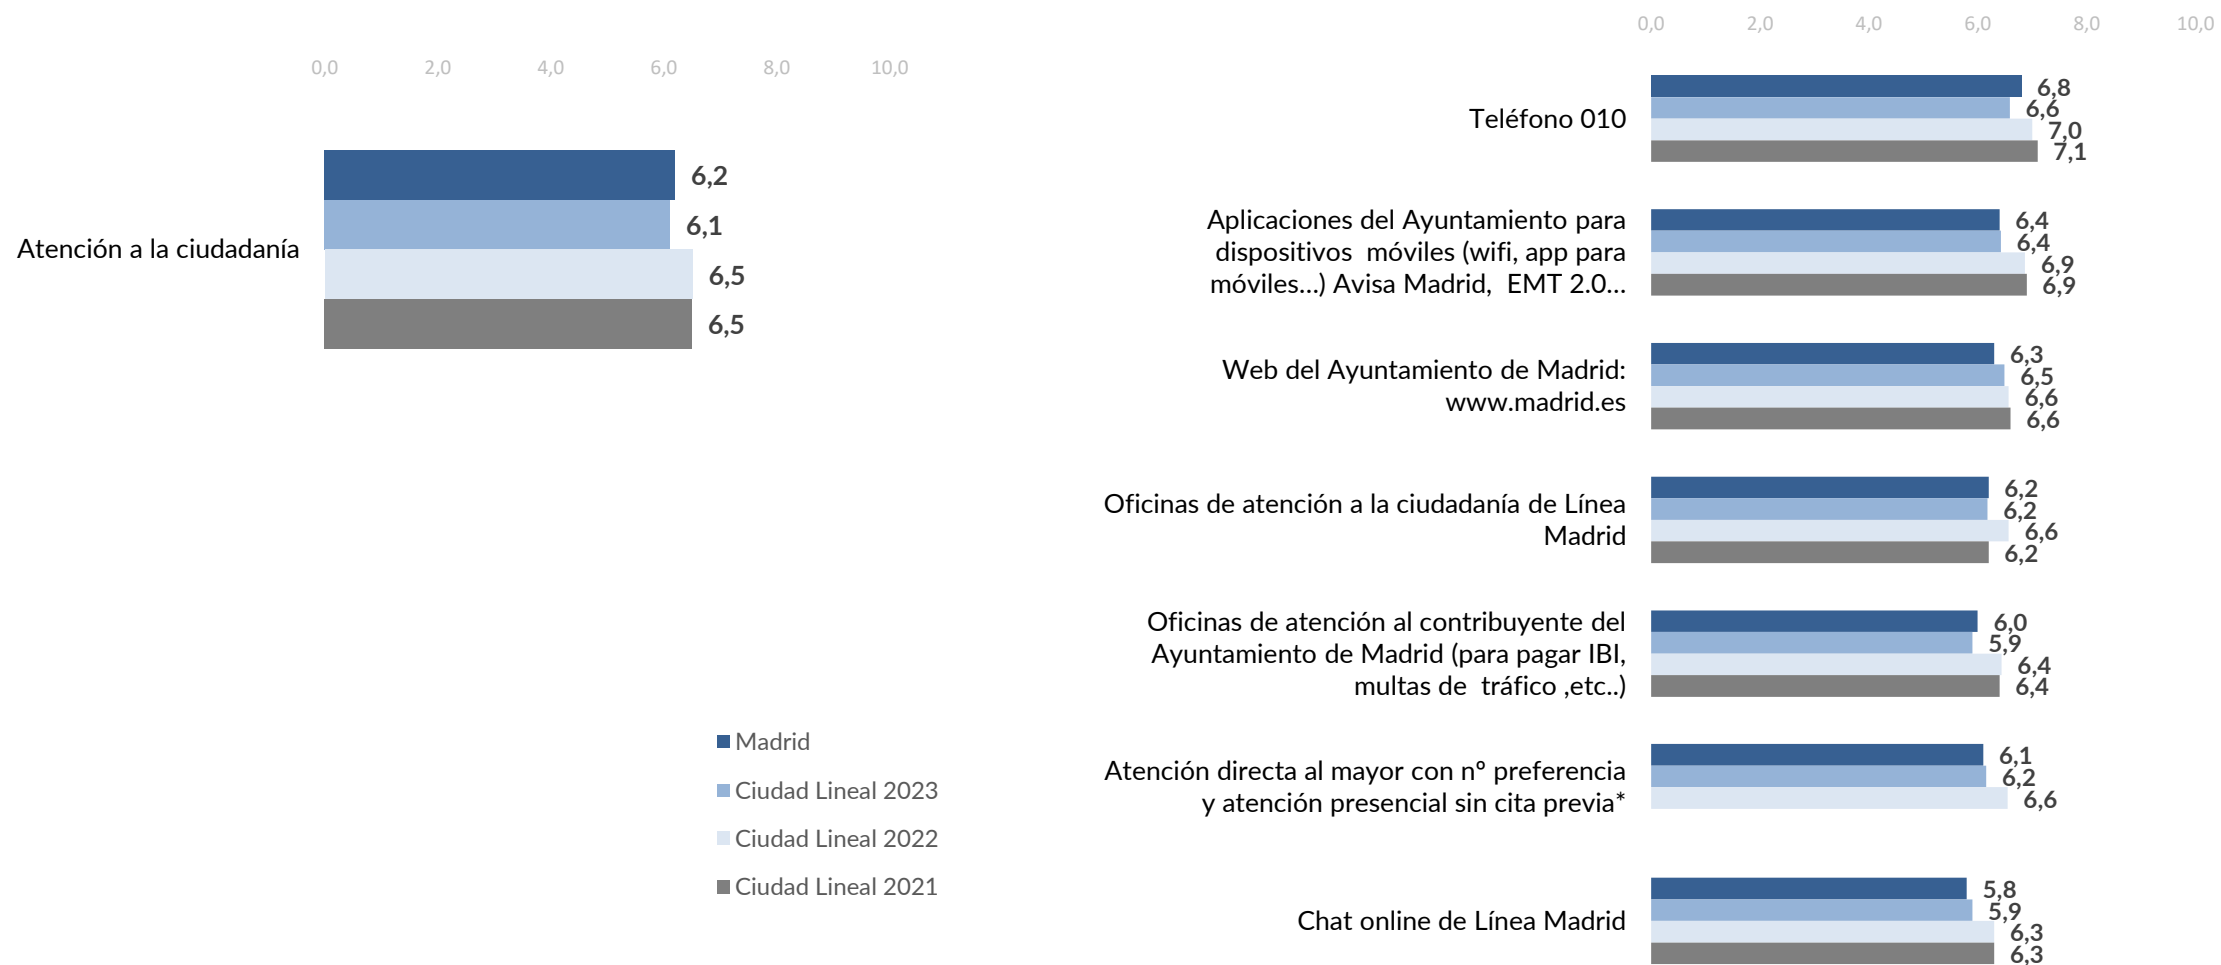 0,0 2,0 4,0 6,0 8,0 10,0
Atención a la ciudadanía
6,2
6,1
6,5
6,5
Madrid
Ciudad Lineal 2023
Ciudad Lineal 2022
Ciudad Lineal 2021
0,0 2,0 4,0 6,0 8,0 10,0
Teléfono 010
6,8
6,6
7,0
7,1
Aplicaciones del Ayuntamiento para
dispositivos móviles (wifi, app para
móviles...) Avisa Madrid, EMT 2.0...
6,4
6,4
6,9
6,9
Web del Ayuntamiento de Madrid:
www.madrid.es
6,3
6,5
6,6
6,6
Oficinas de atención a la ciudadanía de Línea
Madrid
6,2
6,2
6,6
6,2
Oficinas de atención al contribuyente del
Ayuntamiento de Madrid (para pagar IBI,
multas de tráfico ,etc..)
6,0
5,9
6,4
6,4
Atención directa al mayor con nº preferencia
y atención presencial sin cita previa*
6,1
6,2
6,6
Chat online de Línea Madrid
5,8
5,9
6,3
6,3